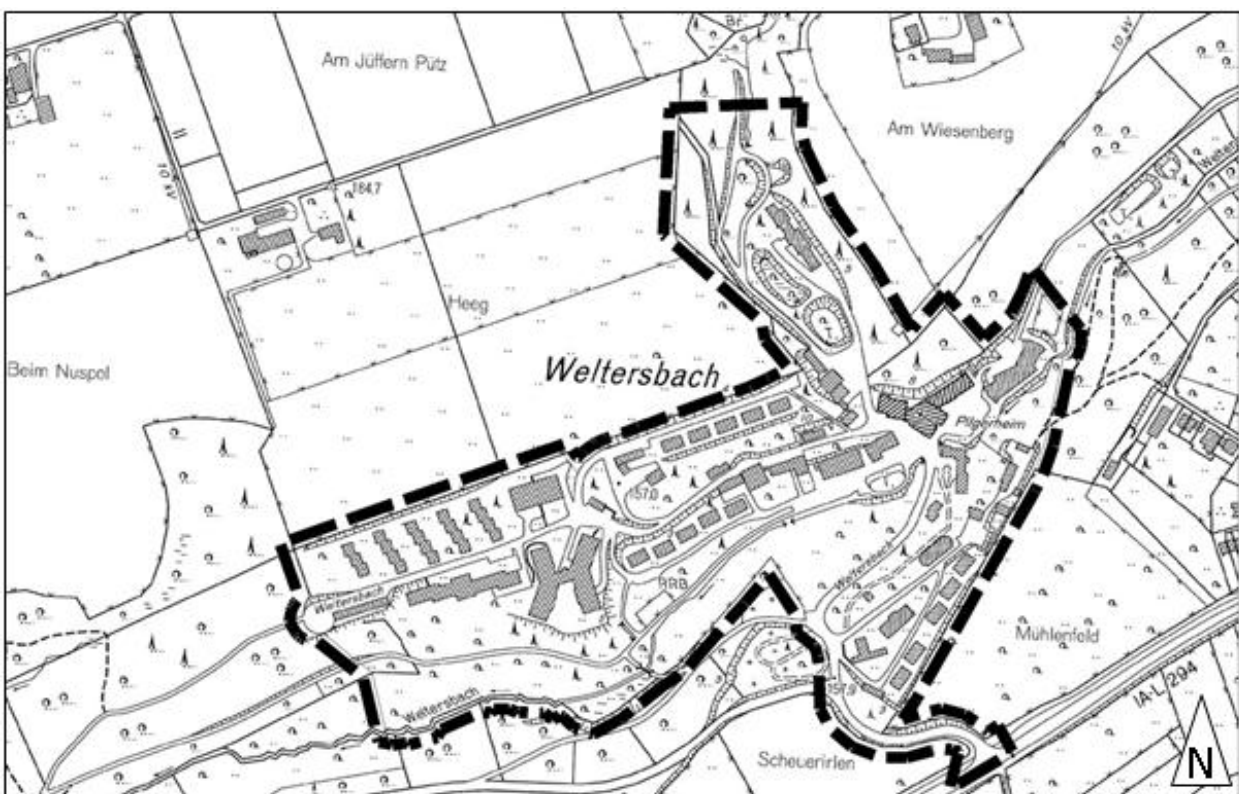 Am Jüffern Pütz
10 kV
Am Wiesenberg
10 kV
184,7
Heeg
Beim Nuspol
Weltersbach
Pilgerheim
157,0
RRB
Weltersbach
Weltersbach
Weltersbach
Mühlenfeld
IA-L 294
Scheuerirlen
N